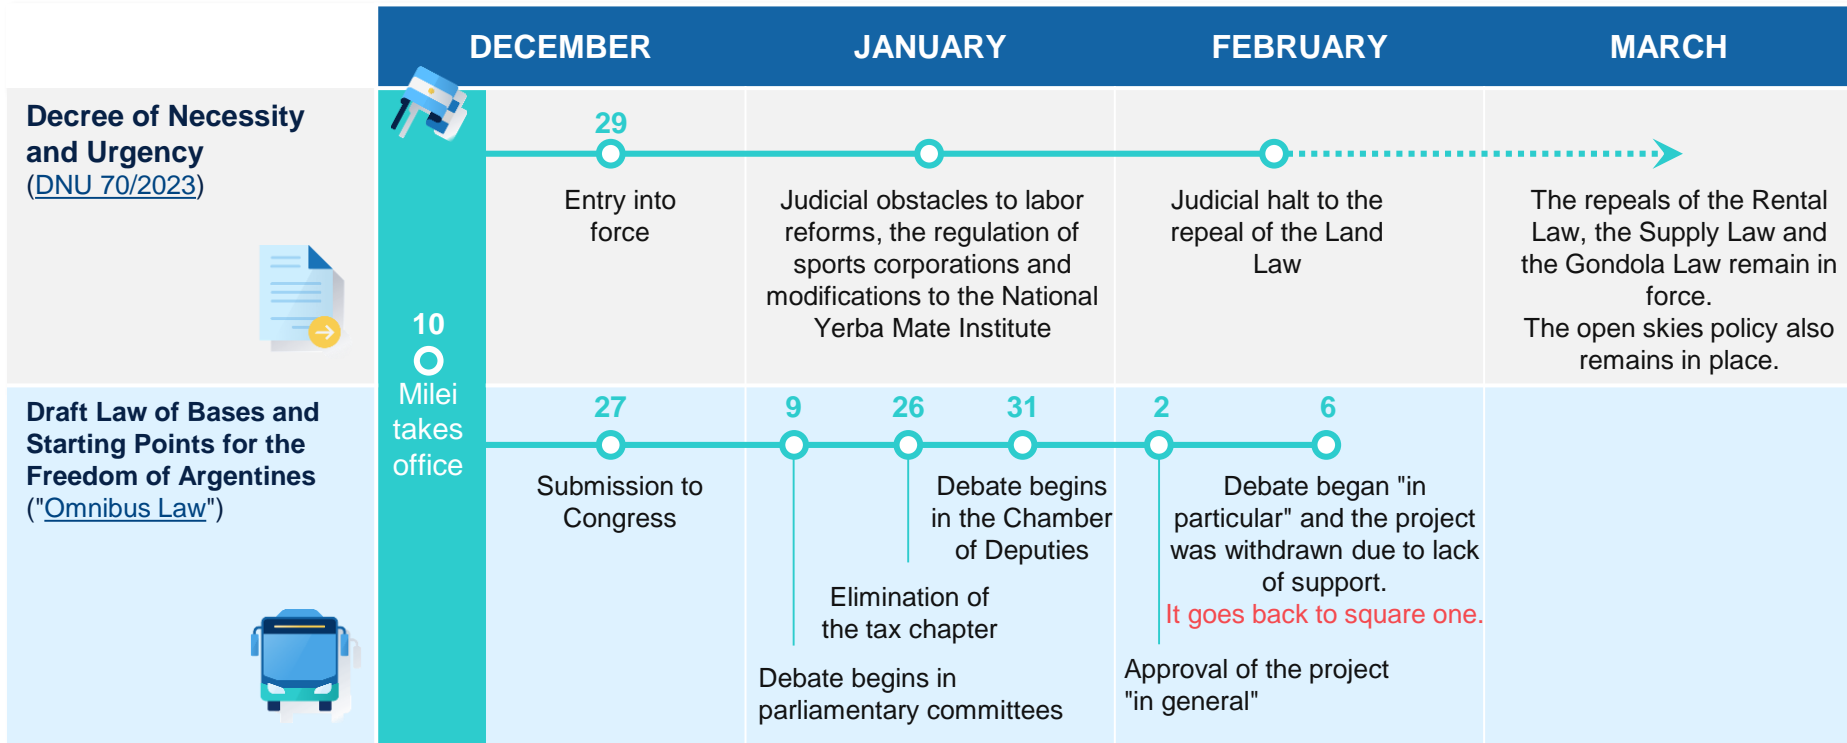 DECEMBER
JANUARY
FEBRUARY
MARCH
Decree of Necessity
and Urgency
(DNU 70/2023)
10
Milei
takes
office
29
Entry into
force
Judicial obstacles to labor
reforms, the regulation of
sports corporations and
modifications to the National
Yerba Mate Institute
Judicial halt to the
repeal of the Land
Law
The repeals of the Rental
Law, the Supply Law and
the Gondola Law remain in
force.
The open skies policy also
remains in place.
Draft Law of Bases and
Starting Points for the
Freedom of Argentines
("Omnibus Law")
27
Submission to
Congress
9
Debate begins in
parliamentary committees
26
Elimination of
the tax chapter
31
Debate begins
in the Chamber
of Deputies
2
Approval of the project
"in general"
6
Debate began "in
particular" and the project
was withdrawn due to lack
of support.
It goes back to square one.